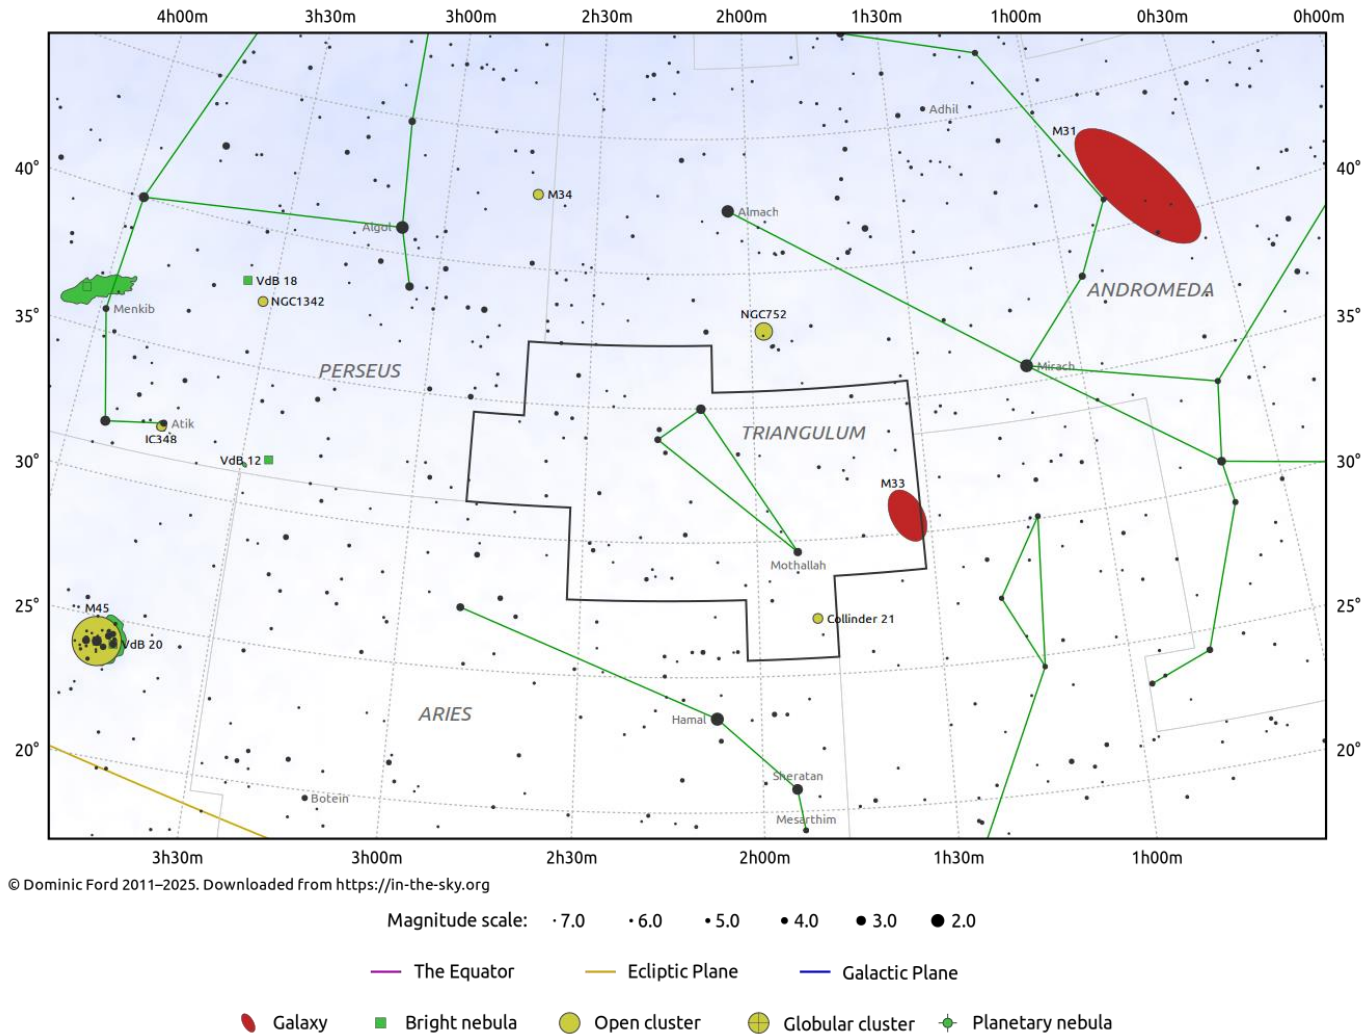 4h00m 3h30m 3h00m 2h30m 2h00m 1h30m 1h00m 0h30m 0h00m
Adhil
M31
40° 40°
M34
Almach
Algol
VdB 18
ANDROMEDA
NGC1342
Menkib
35° NGC752 35°
PERSEUS
Mirach
Atik
TRIANGULUM
IC348
VdB 12
30° 30°
M33
Mothallah
M45
25° 25°
Collinder 21
VdB 20
ARIES
Hamal
20° 20°
Sheratan
Botein
Mesarthim
3h30m 3h00m 2h30m 2h00m 1h30m 1h00m
© Dominic Ford 2011–2025. Downloaded from https://in-the-sky.org
Magnitude scale: 7.0 6.0 5.0 4.0 3.0 2.0
The Equator Ecliptic Plane Galactic Plane
Galaxy Bright nebula Open cluster Globular cluster Planetary nebula